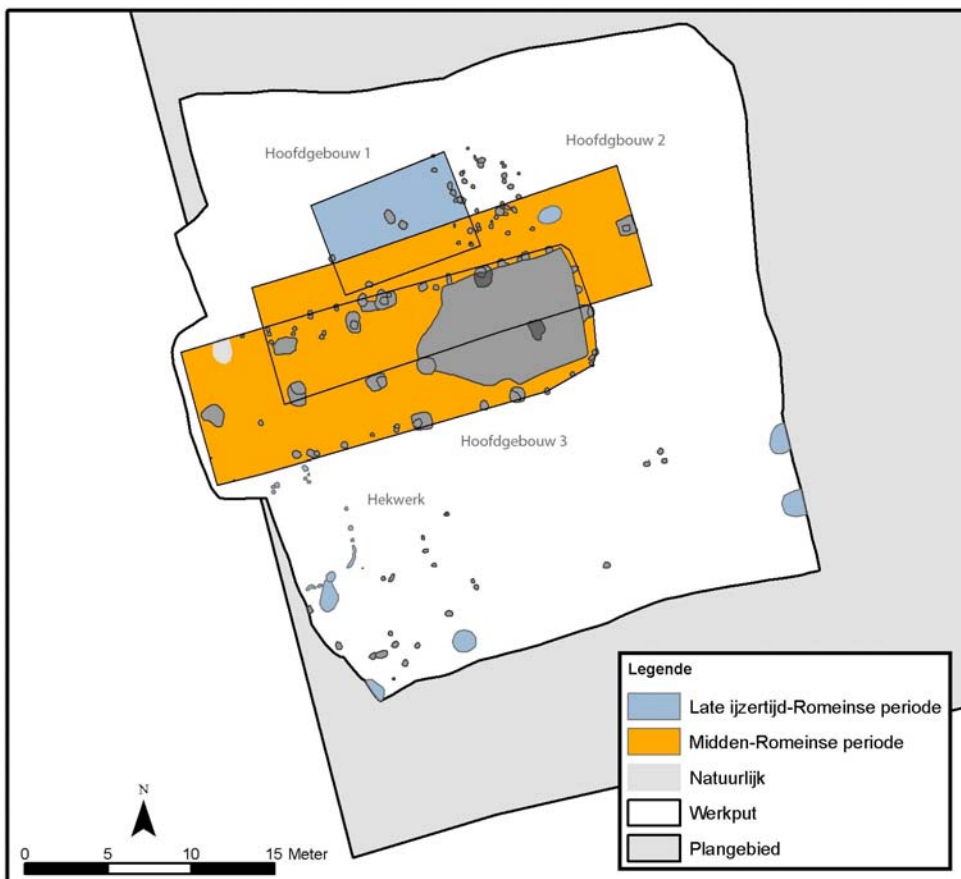 Hoofdgebouw 1
Hoofdgbouw 2
Hoofdgebouw 3
Hekwerk
Legende
Late ijzertijd-Romeinse periode
Midden-Romeinse periode
Natuurlijk
Werkput
Plangebied
N
0 5 10 15 Meter